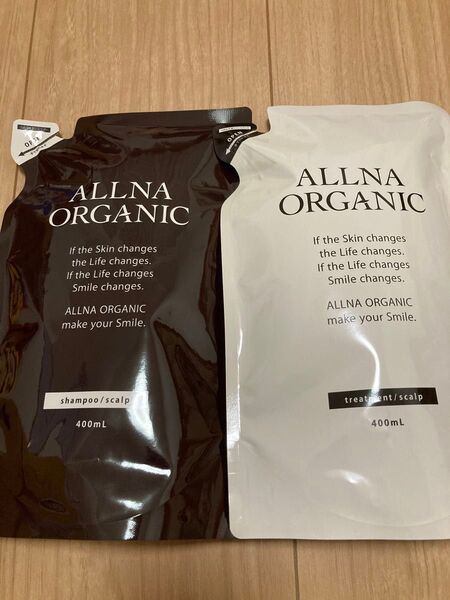 OPEN
ALLNA
ORGANIC
If the Skin changes
the Life changes.
If the Life changes
Smile changes.
ALLNA ORGANIC
make your Smile.
shampoo/scalp
400mL
OPEN
ALLNA
ORGANIC
If the Skin changes
the Life changes.
If the Life changes
Smile changes.
ALLNA ORGANIC
make your Smile.
treatment/scalp
400mL